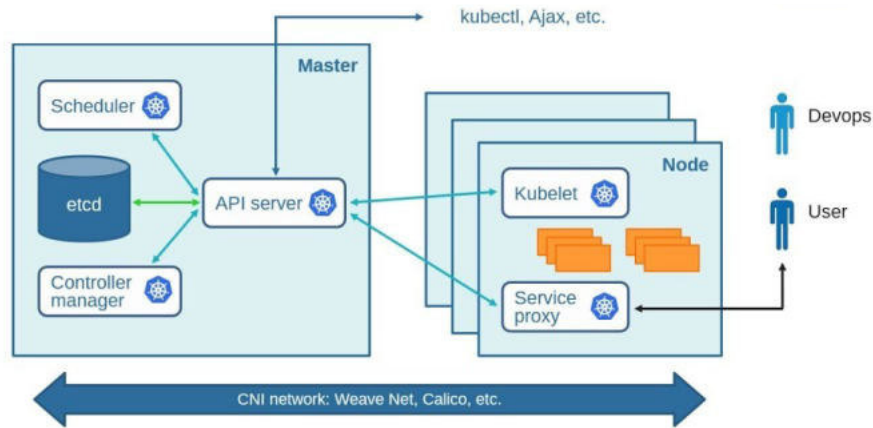 kubectl, Ajax, etc.
Master
Scheduler
etcd
API server
Controller
manager
Node
Kubelet
Service
proxy
Devops
User
CNI network: Weave Net, Calico, etc.